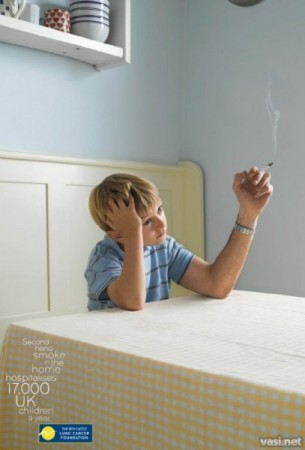 Second
hand
smoke
in the
home
hospitalises
17,000
UK
children
a year.
THE ROY CASTLE
LUNG CANCER
FOUNDATION
vasi.net